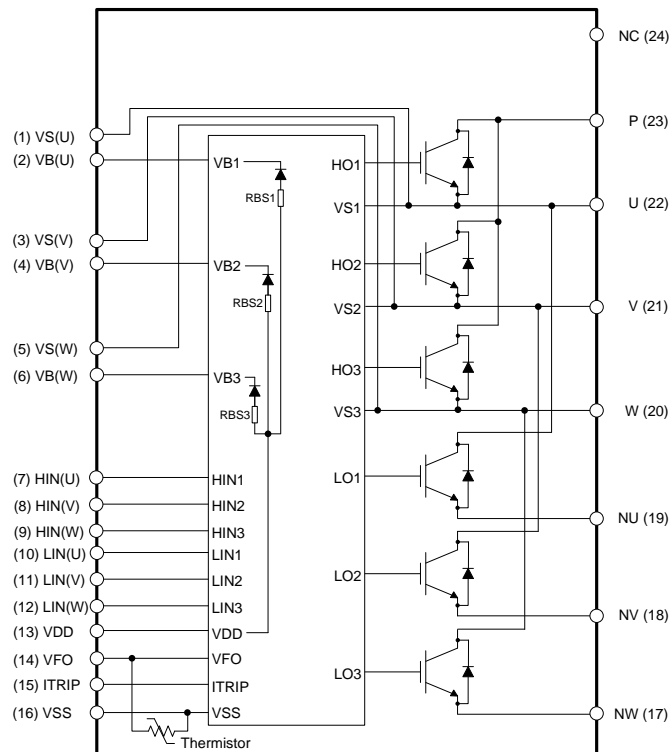 NC (24)
(1) VS(U)
P (23)
(2) VB(U)
VB1
HO1
RBS1
VS1
U (22)
(3) VS(V)
(4) VB(V)
VB2
HO2
RBS2
VS2
V (21)
(5) VS(W)
(6) VB(W)
VB3
HO3
RBS3
VS3
W (20)
(7) HIN(U)
HIN1
LO1
(8) HIN(V)
HIN2
NU (19)
(9) HIN(W)
HIN3
(10) LIN(U)
LIN1
(11) LIN(V)
LIN2
LO2
(12) LIN(W)
LIN3
NV (18)
(13) VDD
VDD
(14) VFO
VFO
LO3
(15) ITRIP
ITRIP
(16) VSS
VSS
NW (17)
Thermistor